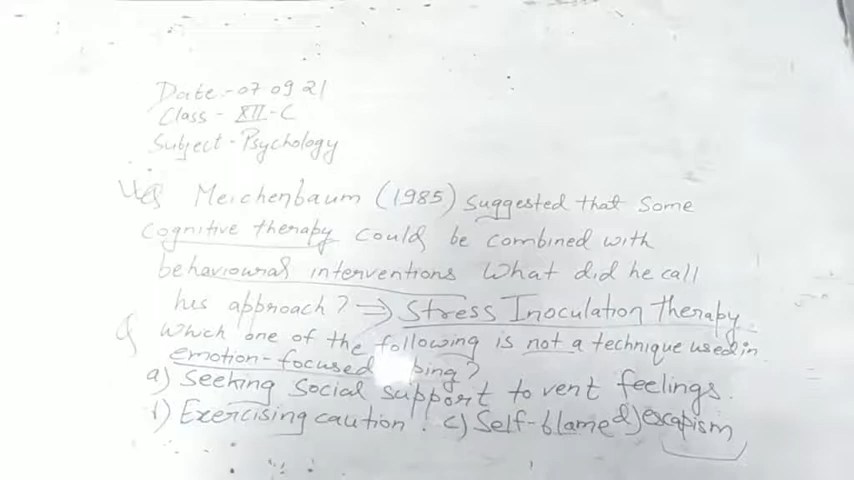 Date:- 07 09 21
Class - XII - C
Subject - Psychology
Q Meichenbaum (1985) suggested that some
cognitive therapy could be combined with
behavioural interventions What did he call
his approach? ⇒ Stress Inoculation therapy
Q Which one of the following is not a technique used in
emotion-focused ping?
a) Seeking social support to vent feelings.
b) Exercising caution. c) Self-blame d) escapism